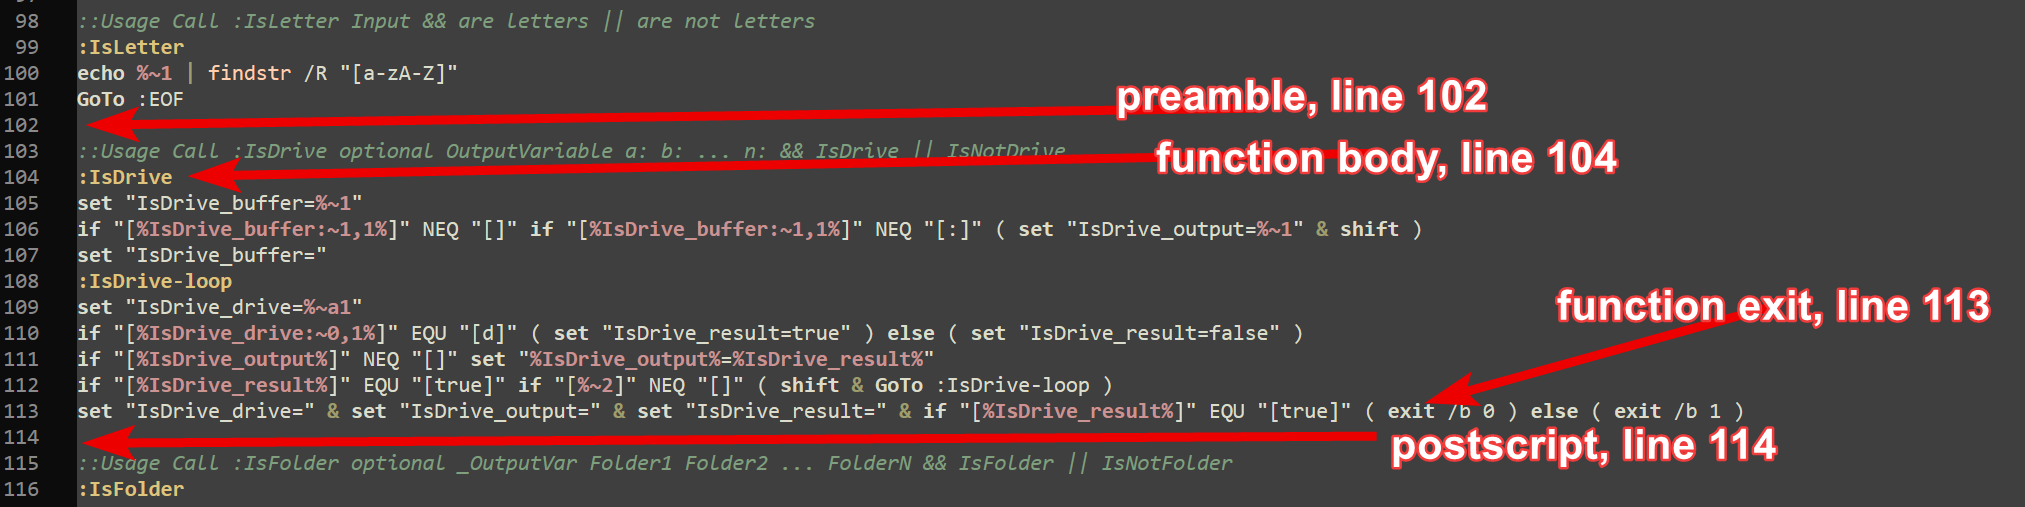 98 ::Usage Call :IsLetter Input && are letters || are not letters
99 :IsLetter
100 echo %~1 | findstr /R "[a-zA-Z]"
101 GoTo :EOF
preamble, line 102
102
103 ::Usage Call :IsDrive optional OutputVariable a: b: ... n: && IsDrive || IsNotDrive
function body, line 104
104 :IsDrive
105 set "IsDrive_buffer=%~1"
106 if "[%IsDrive_buffer:~1,1%]" NEQ "[]" if "[%IsDrive_buffer:~1,1%]" NEQ "[:]" ( set "IsDrive_output=%~1" & shift )
107 set "IsDrive_buffer="
108 :IsDrive-loop
109 set "IsDrive_drive=%~a1"
function exit, line 113
110 if "[%IsDrive_drive:~0,1%]" EQU "[d]" ( set "IsDrive_result=true" ) else ( set "IsDrive_result=false" )
111 if "[%IsDrive_output%]" NEQ "[]" set "%IsDrive_output%=%IsDrive_result%"
112 if "[%IsDrive_result%]" EQU "[true]" if "[%~2]" NEQ "[]" ( shift & GoTo :IsDrive-loop )
113 set "IsDrive_drive=" & set "IsDrive_output=" & set "IsDrive_result=" & if "[%IsDrive_result%]" EQU "[true]" ( exit /b 0 ) else ( exit /b 1 )
114
postscript, line 114
115 ::Usage Call :IsFolder optional _OutputVar Folder1 Folder2 ... FolderN && IsFolder || IsNotFolder
116 :IsFolder